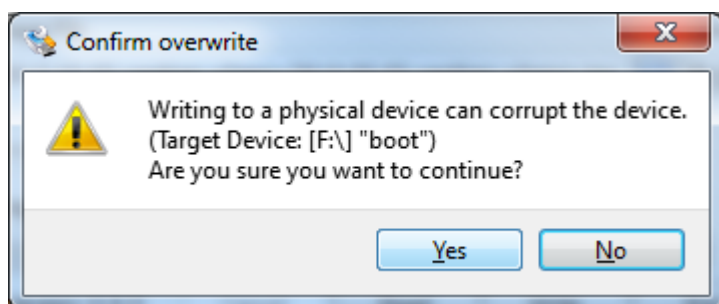 Confirm overwrite
Writing to a physical device can corrupt the device.
(Target Device: [F:\] "boot")
Are you sure you want to continue?
Yes
No